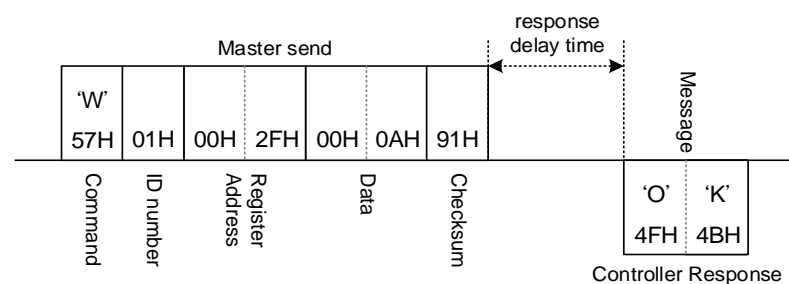 response
delay time
Master send
‘W’
57H 01H 00H 2FH 00H 0AH 91H
Command
ID number
Register
Address
Data
Checksum
Message
‘O’ ‘K’
4FH 4BH
Controller Response